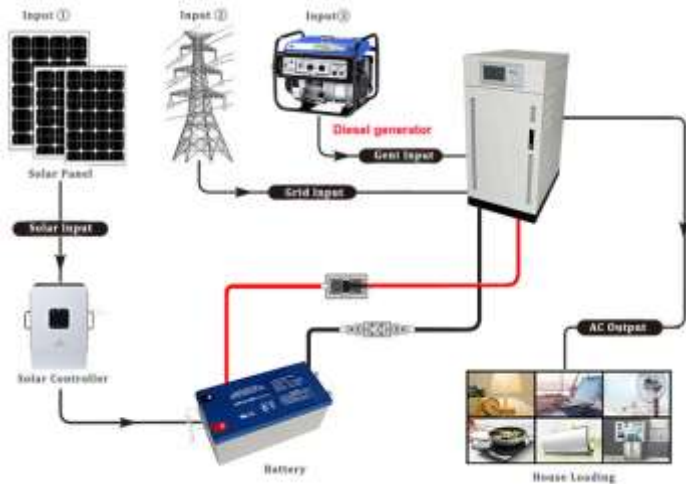 Input ①
Input ②
Input③
Diesel generator
Gent Input
Solar Panel
Grid Input
Solar Input
AC Output
Solar Controller
Battery
House Loading